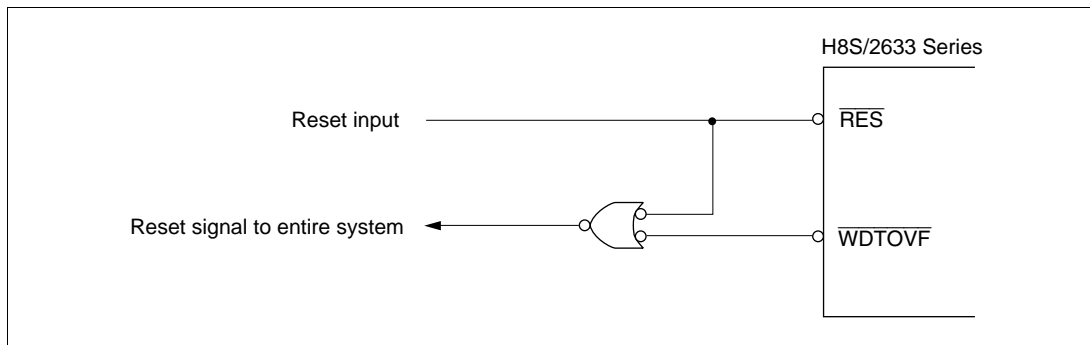 H8S/2633 Series
Reset input
RES
Reset signal to entire system
WDTOVF